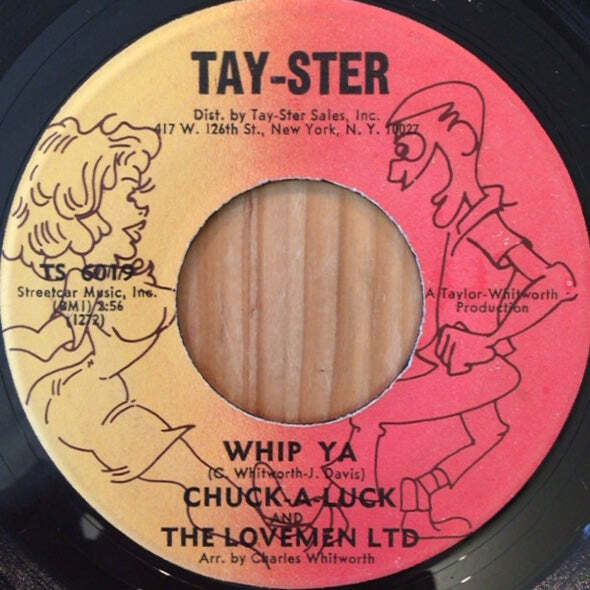 TAY-STER
Dist. by Tay-Ster Sales, Inc.
417 W. 126th St., New York, N. Y. 10027
TS 6019
Streetcar Music, Inc.
(BMI) 2:56
(1272)
A Taylor-Whitworth
Production
WHIP YA
(C. Whitworth-J. Davis)
CHUCK-A-LUCK
AND
THE LOVEMEN LTD
Arr. by Charles Whitworth